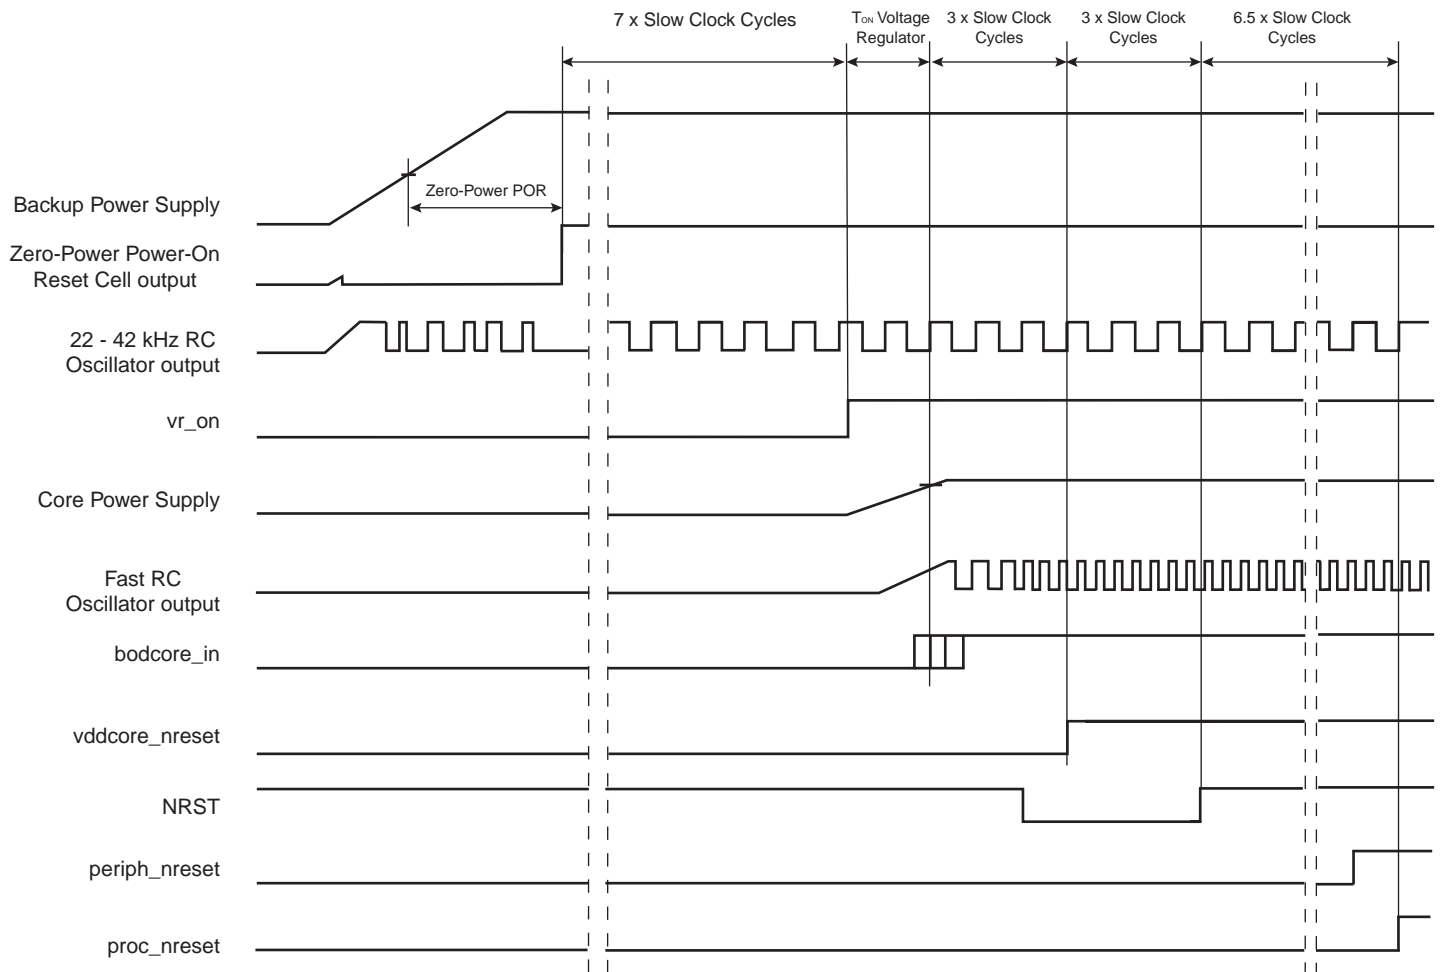 7 x Slow Clock Cycles
TON Voltage
Regulator
3 x Slow Clock
Cycles
3 x Slow Clock
Cycles
6.5 x Slow Clock
Cycles
Zero-Power POR
Backup Power Supply
Zero-Power Power-On
Reset Cell output
22 - 42 kHz RC
Oscillator output
vr_on
Core Power Supply
Fast RC
Oscillator output
bodcore_in
vddcore_nreset
NRST
periph_nreset
proc_nreset